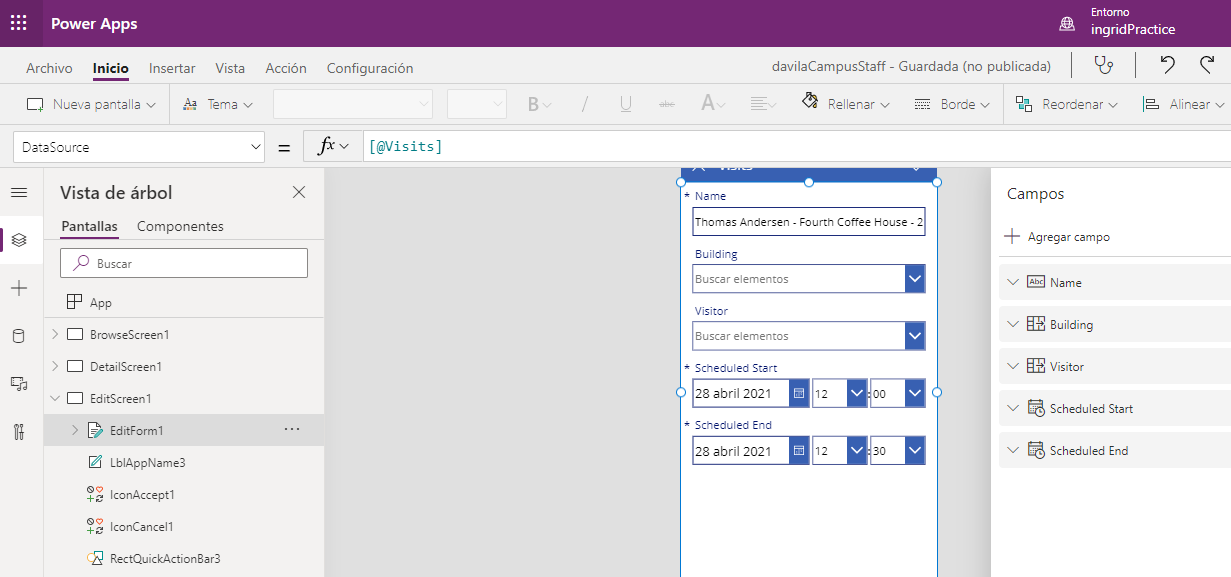 Power Apps
Entorno
ingridPractice
Archivo Inicio Insertar Vista Acción Configuración davilaCampusStaff - Guardada (no publicada)
Nueva pantalla Aa Tema B / U abc A Rellenar Borde Reordenar Alinear
DataSource = fx [@Visits]
Vista de árbol
Pantallas Componentes
Buscar
App
BrowseScreen1
DetailScreen1
EditScreen1
EditForm1 ...
LblAppName3
IconAccept1
IconCancel1
RectQuickActionBar3
* Name
Thomas Andersen - Fourth Coffee House - 2
Building
Buscar elementos
Visitor
Buscar elementos
* Scheduled Start
28 abril 2021 12 : 00
* Scheduled End
28 abril 2021 12 : 30
Campos
Agregar campo
Abc Name
Building
Visitor
Scheduled Start
Scheduled End